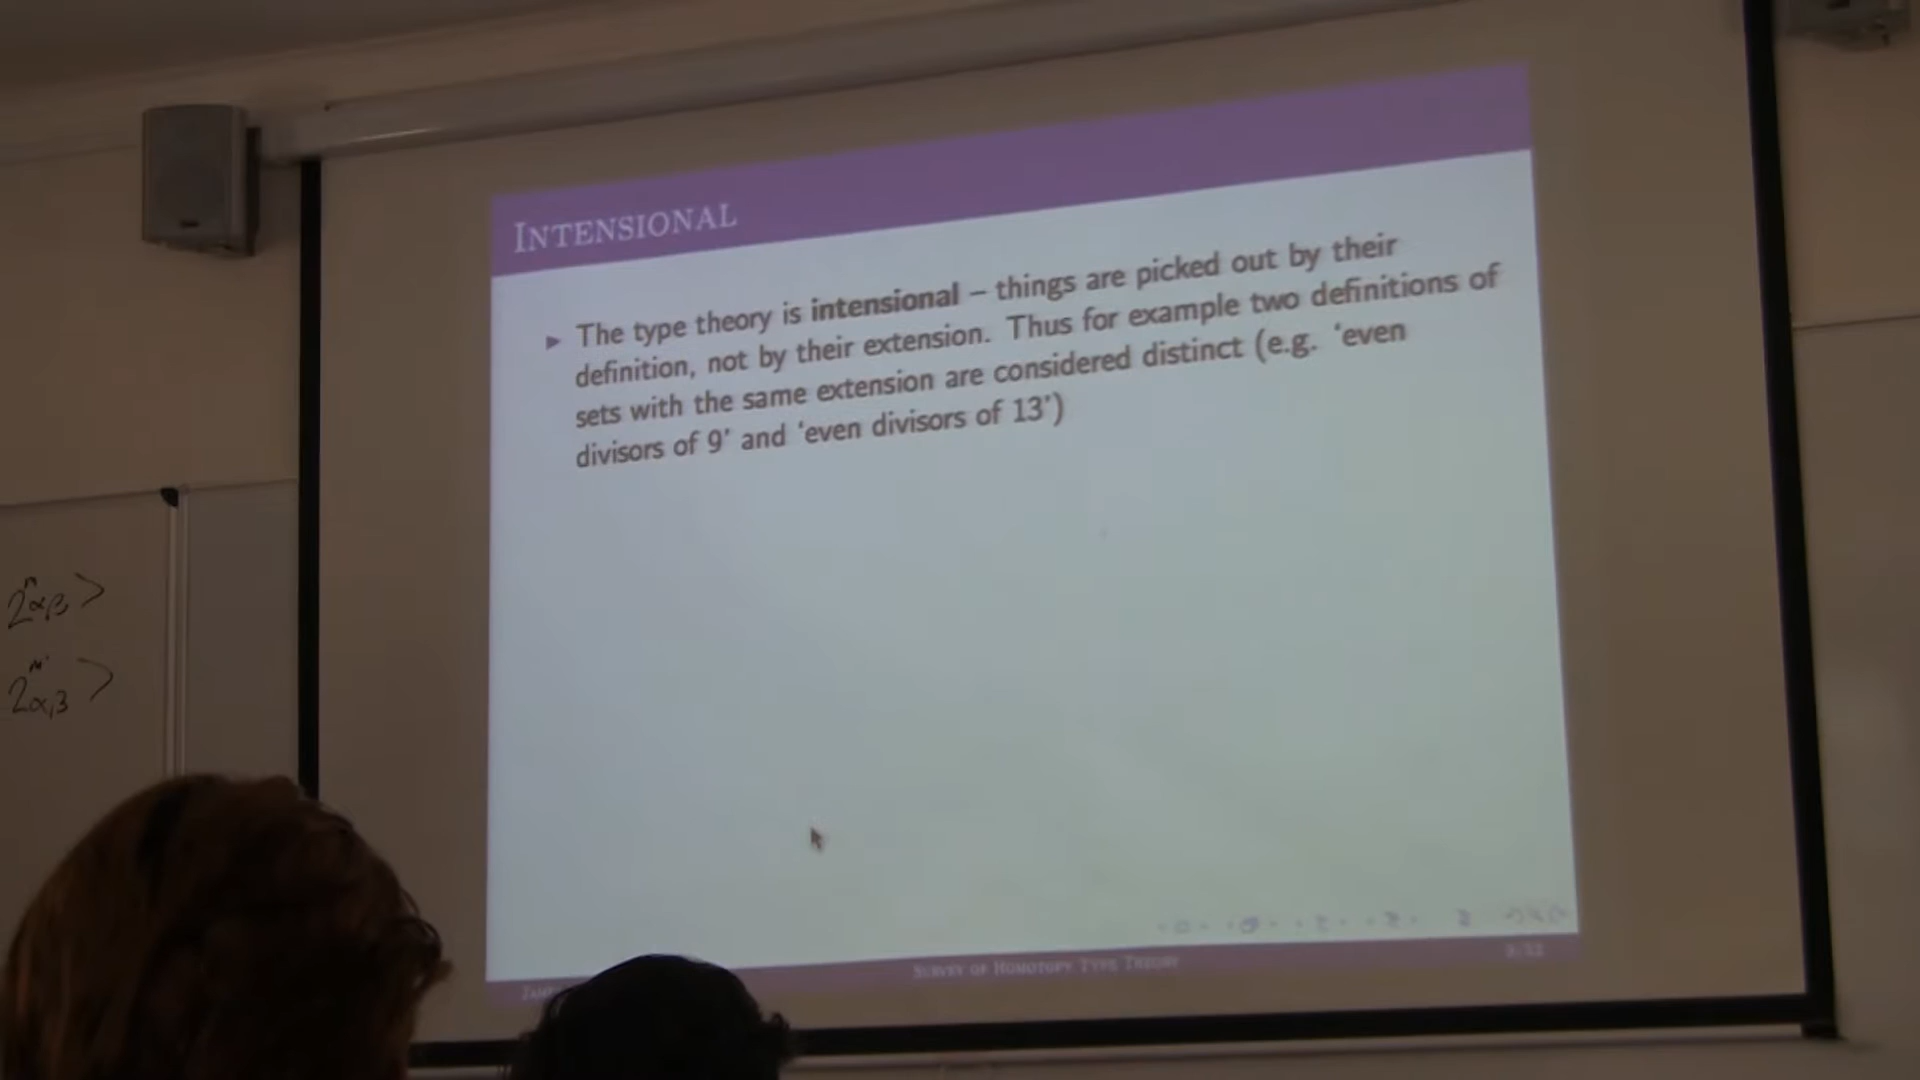 INTENSIONAL
▶ The type theory is intensional – things are picked out by their
definition, not by their extension. Thus for example two definitions of
sets with the same extension are considered distinct (e.g. ‘even
divisors of 9’ and ‘even divisors of 13’)
SURVEY OF HOMOTOPY TYPE THEORY